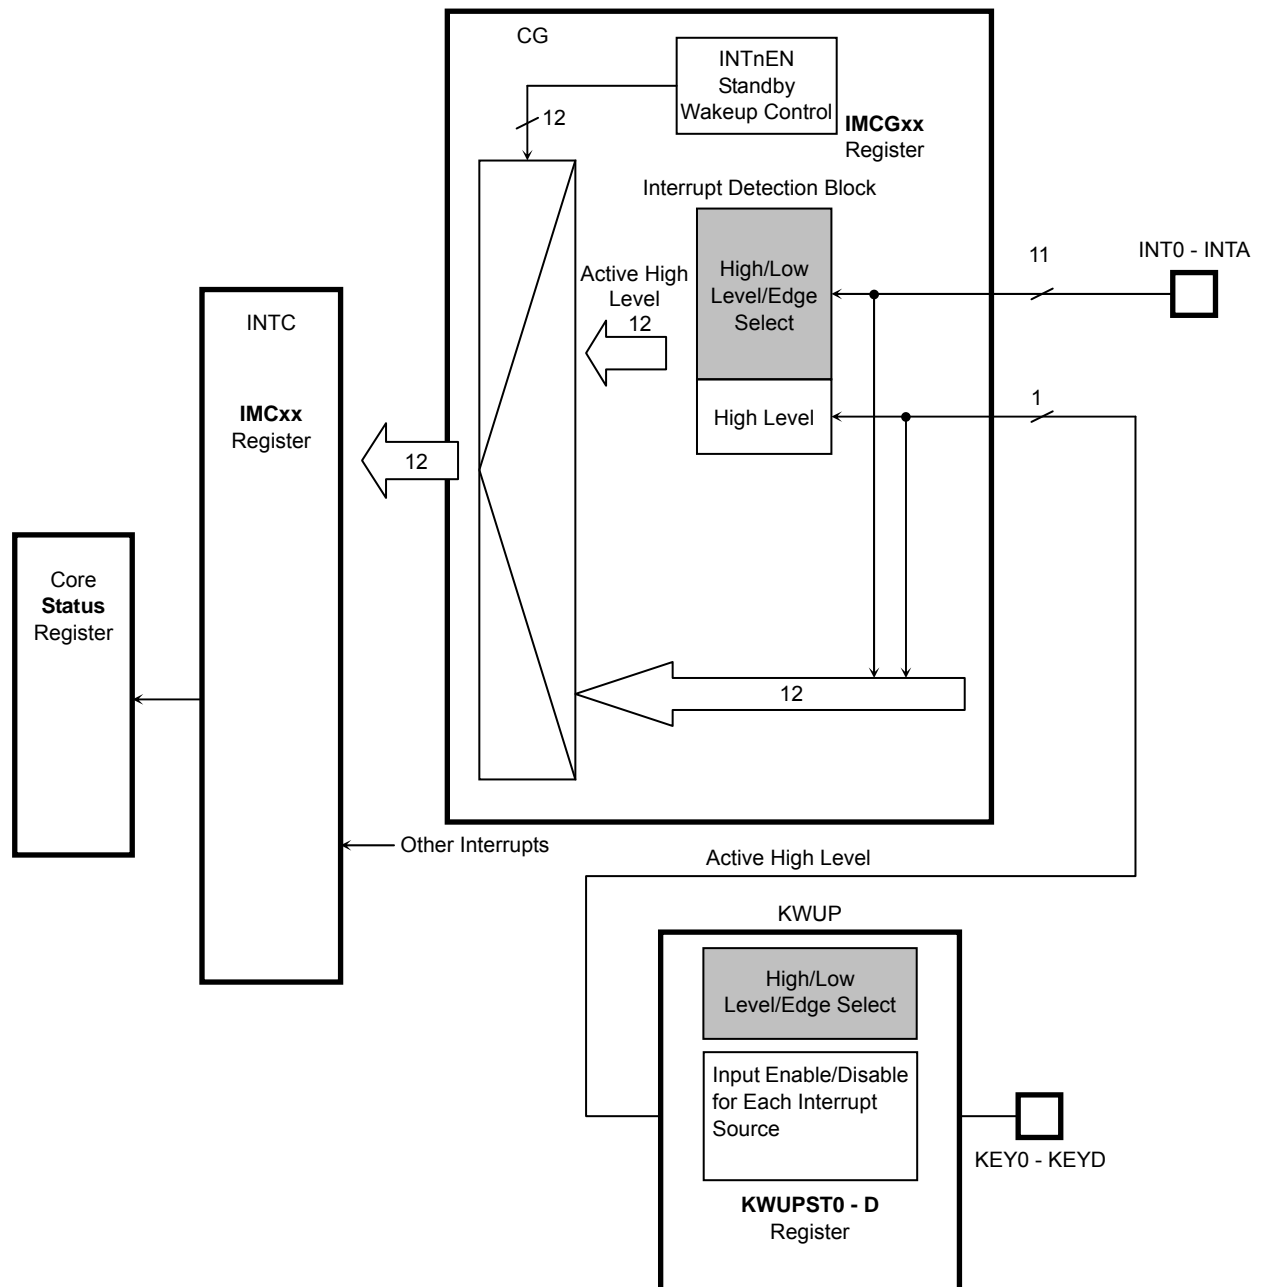 CG
INTnEN
Standby
Wakeup Control
12
IMCGxx
Register
Interrupt Detection Block
High/Low
Level/Edge
Select
High Level
Active High
Level
12
11
INT0 - INTA
1
INTC
IMCxx
Register
12
Core
Status
Register
12
Other Interrupts
Active High Level
KWUP
High/Low
Level/Edge Select
Input Enable/Disable
for Each Interrupt
Source
KEY0 - KEYD
KWUPST0 - D
Register